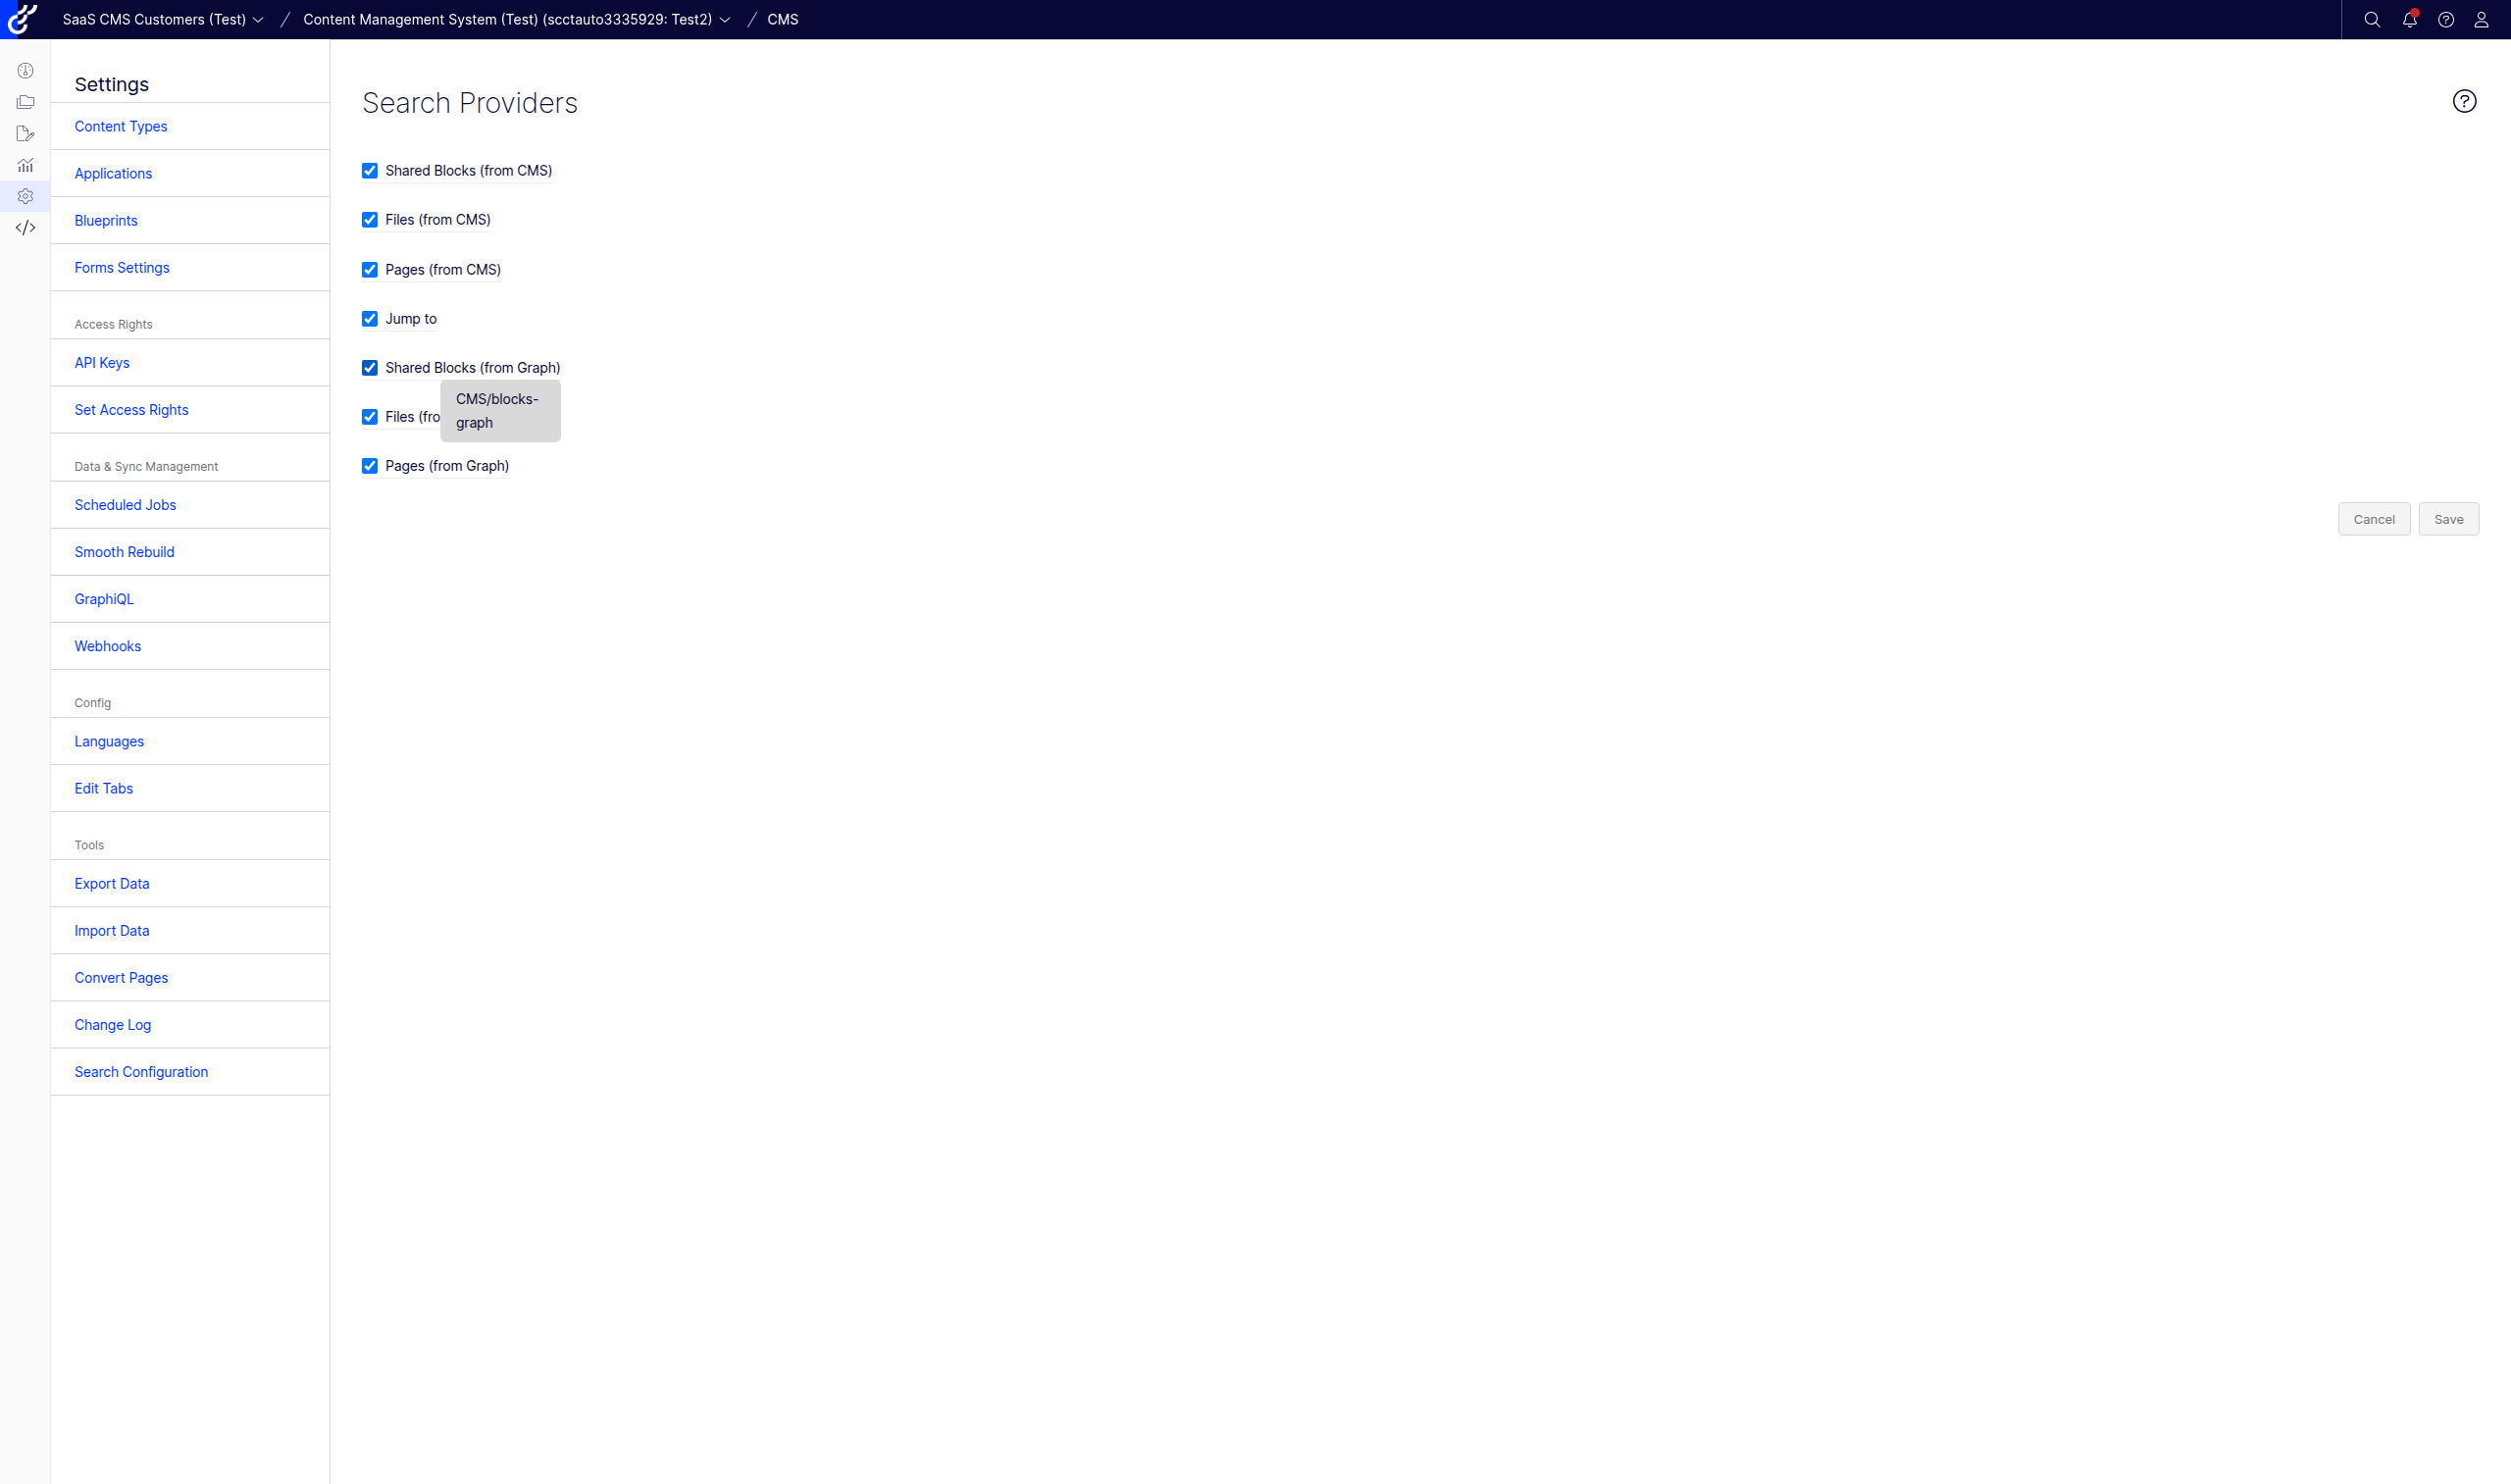 SaaS CMS Customers (Test) / Content Management System (Test) (scctauto3335929: Test2) / CMS
Settings
Content Types
Applications
Blueprints
Forms Settings
Access Rights
API Keys
Set Access Rights
Data & Sync Management
Scheduled Jobs
Smooth Rebuild
GraphiQL
Webhooks
Config
Languages
Edit Tabs
Tools
Export Data
Import Data
Convert Pages
Change Log
Search Configuration
Search Providers
Shared Blocks (from CMS)
Files (from CMS)
Pages (from CMS)
Jump to
Shared Blocks (from Graph)
CMS/blocks-
graph
Files (fro
Pages (from Graph)
Cancel
Save